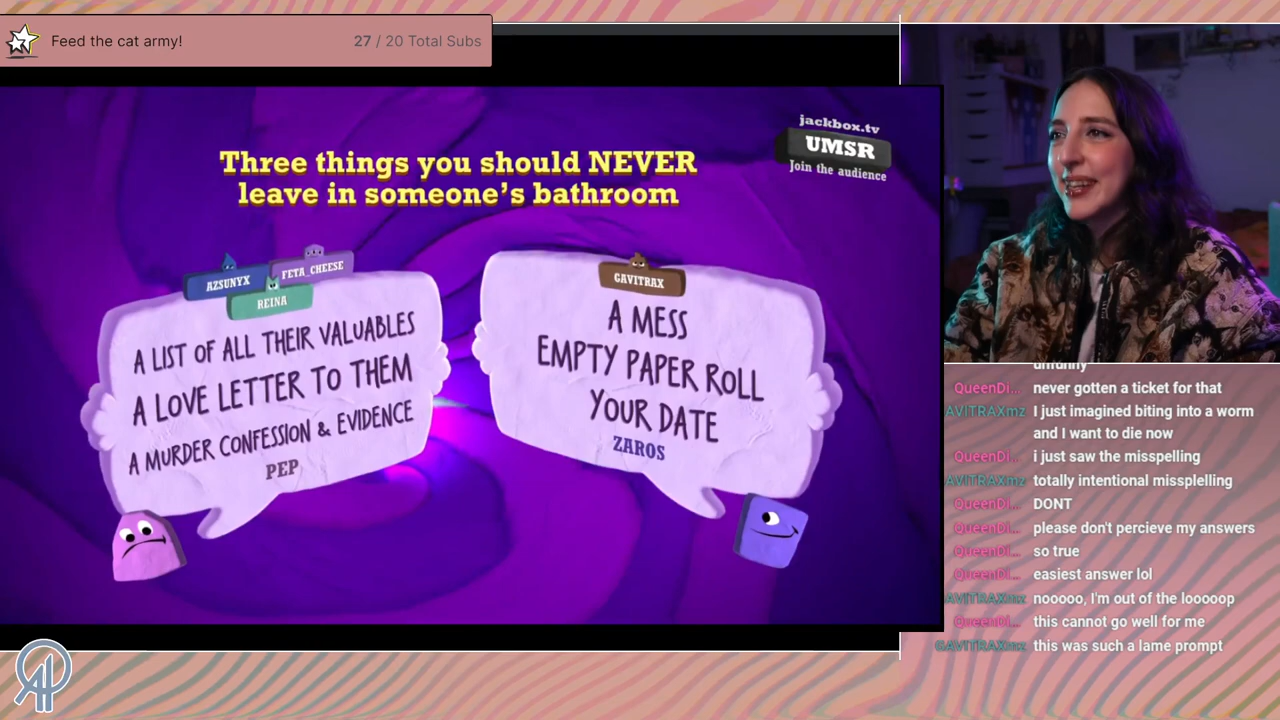 Feed the cat army!
27 / 20 Total Subs
jackbox.tv
UMSR
Join the audience
Three things you should NEVER
leave in someone's bathroom
AZSUNYX
FETA_CHEESE
REINA
A LIST OF ALL THEIR VALUABLES
A LOVE LETTER TO THEM
A MURDER CONFESSION & EVIDENCE
PEP
GAVITRAX
A MESS
EMPTY PAPER ROLL
YOUR DATE
ZAROS
unfunny
QueenDi... never gotten a ticket for that
AVITRAXmz I just imagined biting into a worm
and I want to die now
QueenDi... i just saw the misspelling
AVITRAXmz totally intentional missplelling
QueenDi... DONT
QueenDi... please don't percieve my answers
QueenDi... so true
QueenDi... easiest answer lol
AVITRAXmz nooooo, I'm out of the looooop
QueenDi... this cannot go well for me
GAVITRAXmz this was such a lame prompt